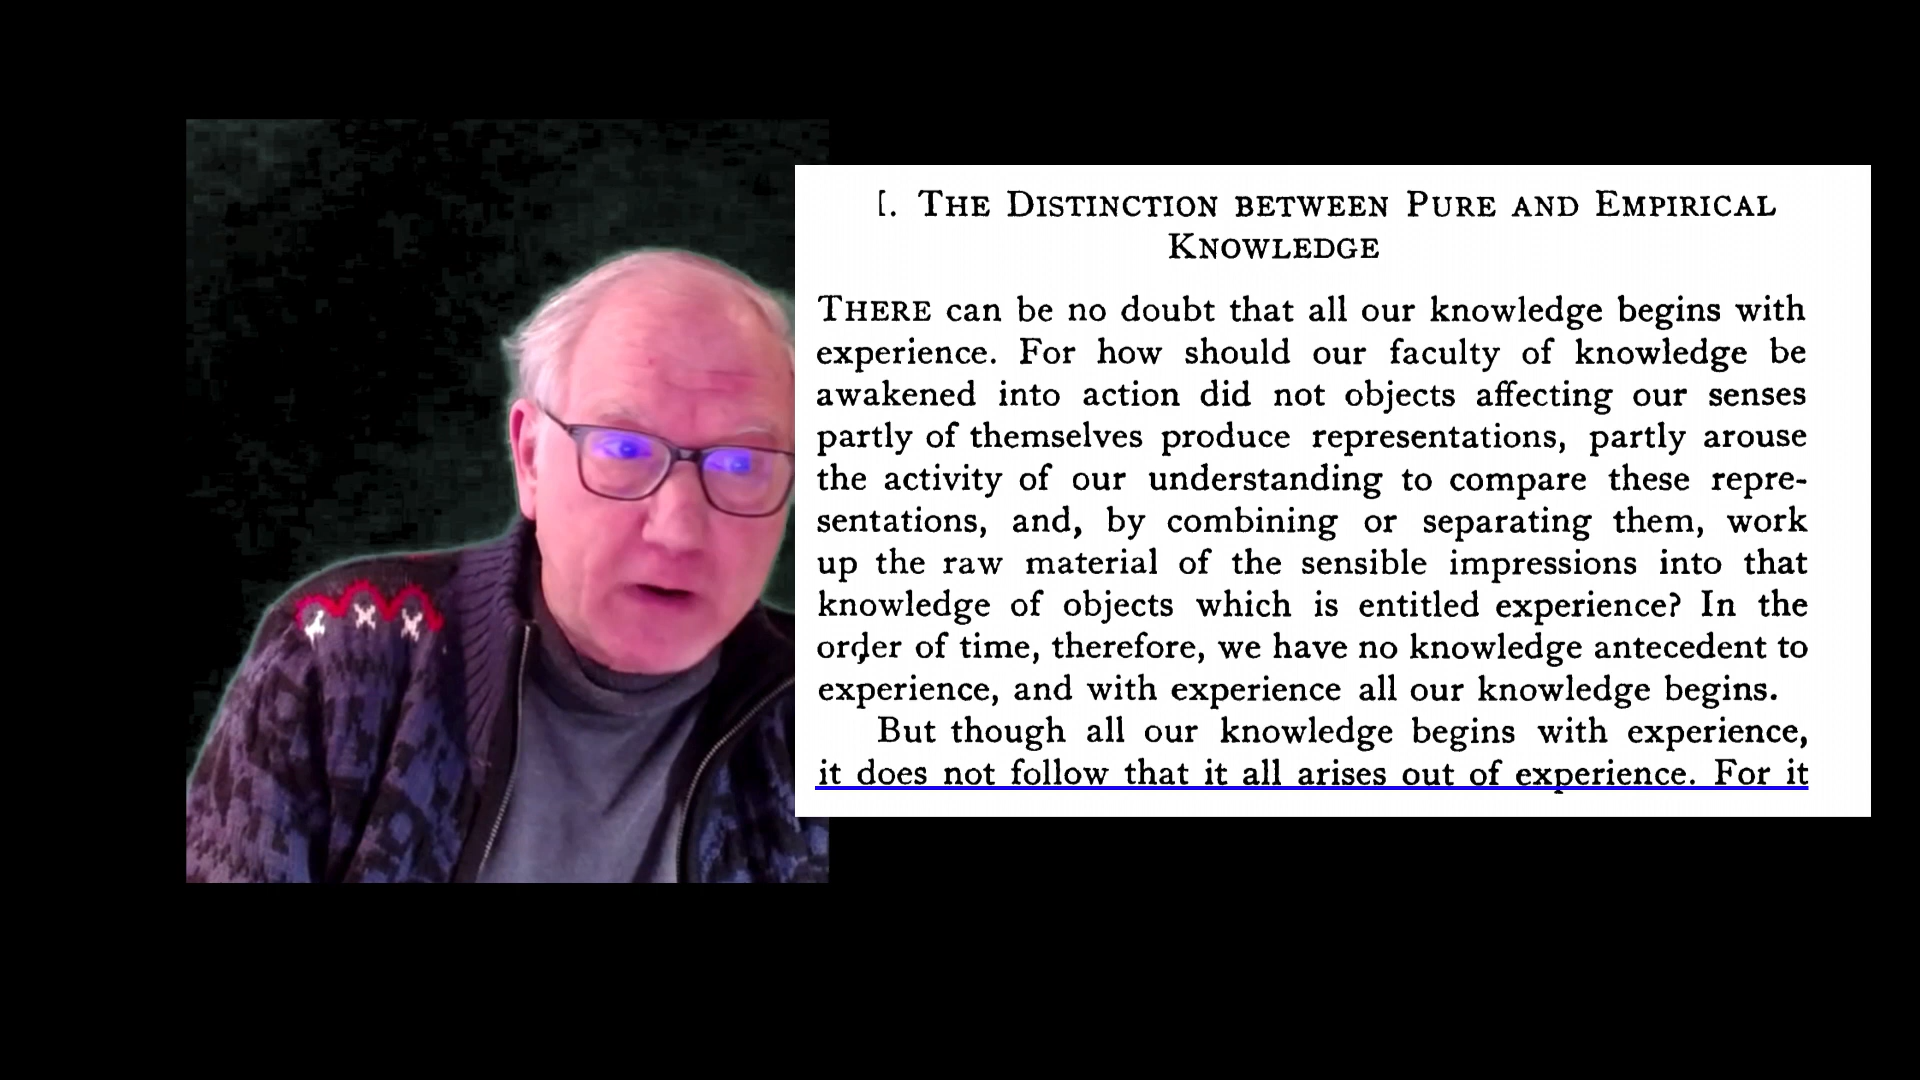 I. THE DISTINCTION BETWEEN PURE AND EMPIRICAL
KNOWLEDGE
THERE can be no doubt that all our knowledge begins with
experience. For how should our faculty of knowledge be
awakened into action did not objects affecting our senses
partly of themselves produce representations, partly arouse
the activity of our understanding to compare these repre-
sentations, and, by combining or separating them, work
up the raw material of the sensible impressions into that
knowledge of objects which is entitled experience? In the
order of time, therefore, we have no knowledge antecedent to
experience, and with experience all our knowledge begins.
But though all our knowledge begins with experience,
it does not follow that it all arises out of experience. For it